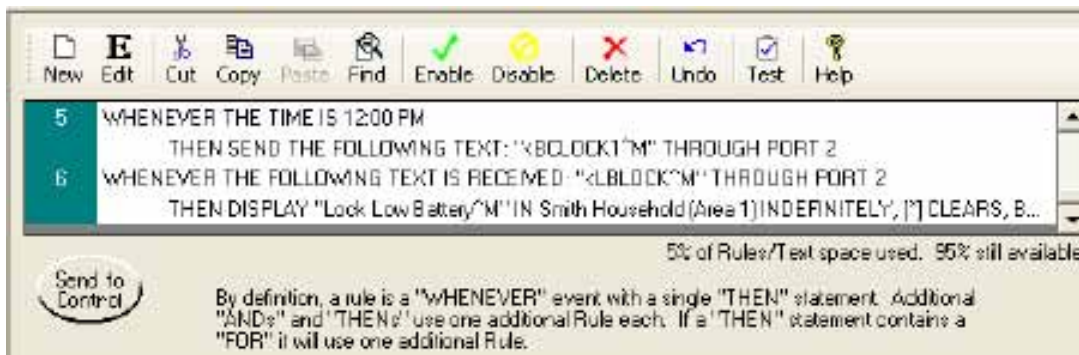 New Edit Cut Copy Paste Find Enable Disable Delete Undo Test Help
5 WHENEVER THE TIME IS 12:00 PM
THEN SEND THE FOLLOWING TEXT: "<BCLOCK1^M" THROUGH PORT 2
6 WHENEVER THE FOLLOWING TEXT IS RECEIVED: "<LBLOCK^M" THROUGH PORT 2
THEN DISPLAY "Lock Low Battery^M" IN Smith Household (Area 1) INDEFINITELY, [*] CLEARS, B...
5% of Rules/Text space used. 95% still available
Send to
Control
By definition, a rule is a "WHENEVER" event with a single "THEN" statement. Additional
"ANDs" and "THENs" use one additional Rule each. If a "THEN" statement contains a
"FOR" it will use one additional Rule.